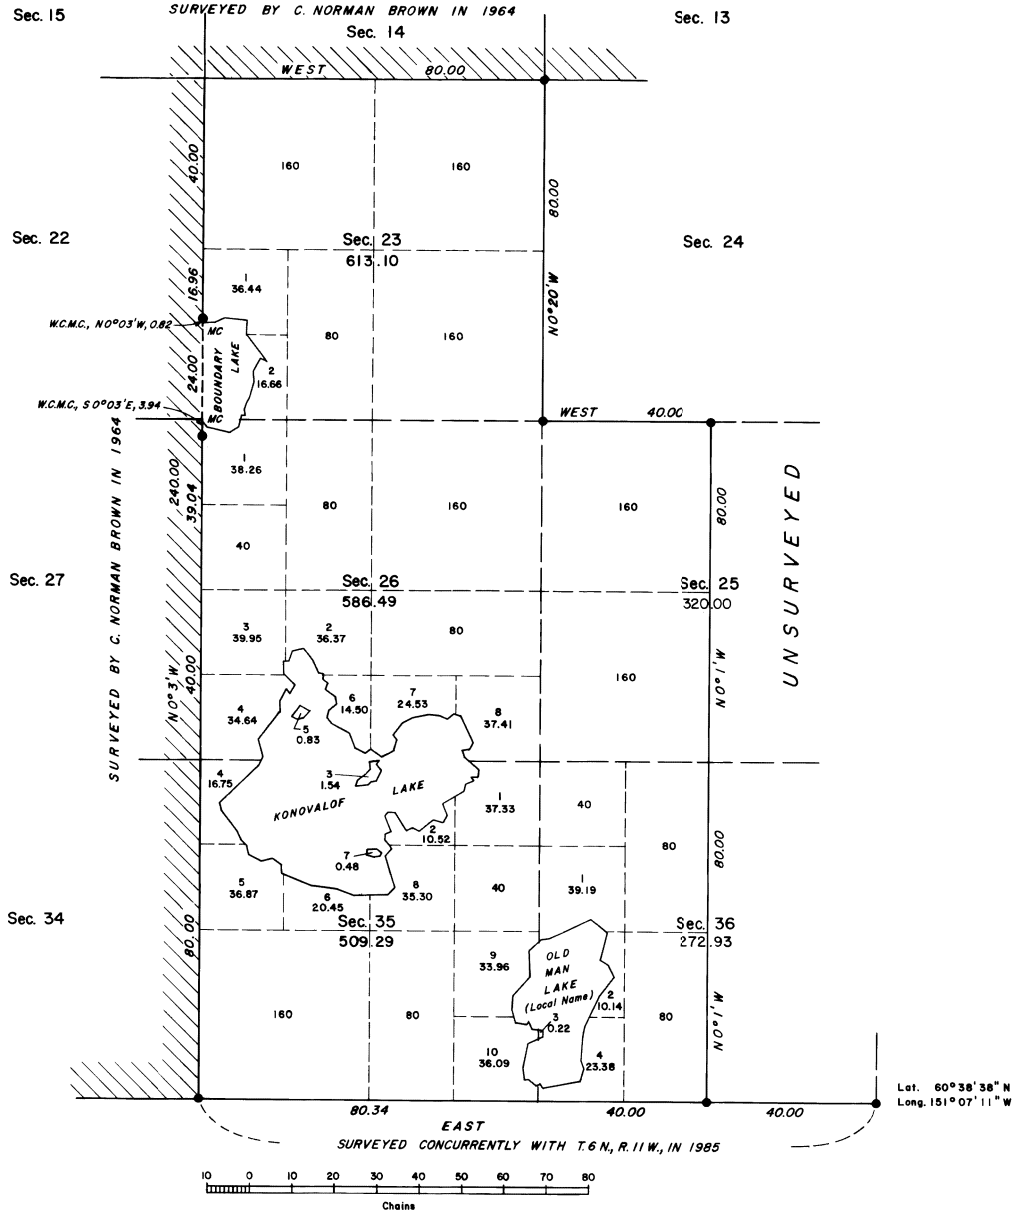 SURVEYED BY C. NORMAN BROWN IN 1964
Sec. 15
Sec. 14
Sec. 13
WEST 80.00
40.00
160
160
80.00
Sec. 22
Sec. 23
613.10
Sec. 24
16.96
1
36.44
N0°20'W
W.C.M.C., N0°03'W, 0.82
MC
80
160
BOUNDARY
LAKE
24.00
2
16.66
W.C.M.C., S0°03'E, 3.94
MC
WEST 40.00
SURVEYED BY C. NORMAN BROWN IN 1964
240.00
39.04
1
38.26
80
160
160
80.00
UNSURVEYED
40
Sec. 27
Sec. 26
586.49
Sec. 25
320.00
3
39.95
2
36.37
80
N0°3'W
40.00
160
N0°1'W
4
34.64
6
14.50
7
24.53
8
37.41
5
0.83
4
16.75
3
1.54
KONOVALOF LAKE
1
37.33
40
2
10.52
80
80.00
7
0.48
5
36.87
6
20.45
8
35.30
40
1
39.19
Sec. 34
Sec. 35
509.29
Sec. 36
272.93
80.00
9
33.96
OLD
MAN
LAKE
(Local Name)
2
10.14
160
80
3
0.22
80
N0°1'W
10
36.09
4
23.38
Lat. 60°38'38" N
Long. 151°07'11" W
80.34
40.00
40.00
EAST
SURVEYED CONCURRENTLY WITH T. 6 N., R. 11 W., IN 1985
10 0 10 20 30 40 50 60 70 80
Chains